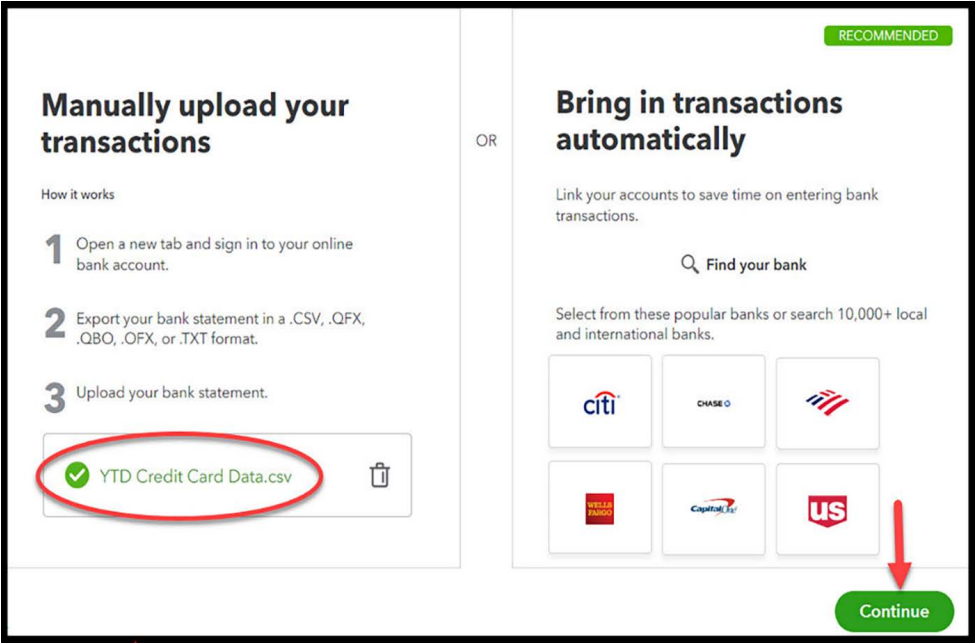 Manually upload your
transactions
How it works
1 Open a new tab and sign in to your online
bank account.
2 Export your bank statement in a .CSV, .QFX,
.QBO, .OFX, or .TXT format.
3 Upload your bank statement.
YTD Credit Card Data.csv
OR
RECOMMENDED
Bring in transactions
automatically
Link your accounts to save time on entering bank
transactions.
Find your bank
Select from these popular banks or search 10,000+ local
and international banks.
citi
CHASE
WELLS
FARGO
Capital One
us
Continue